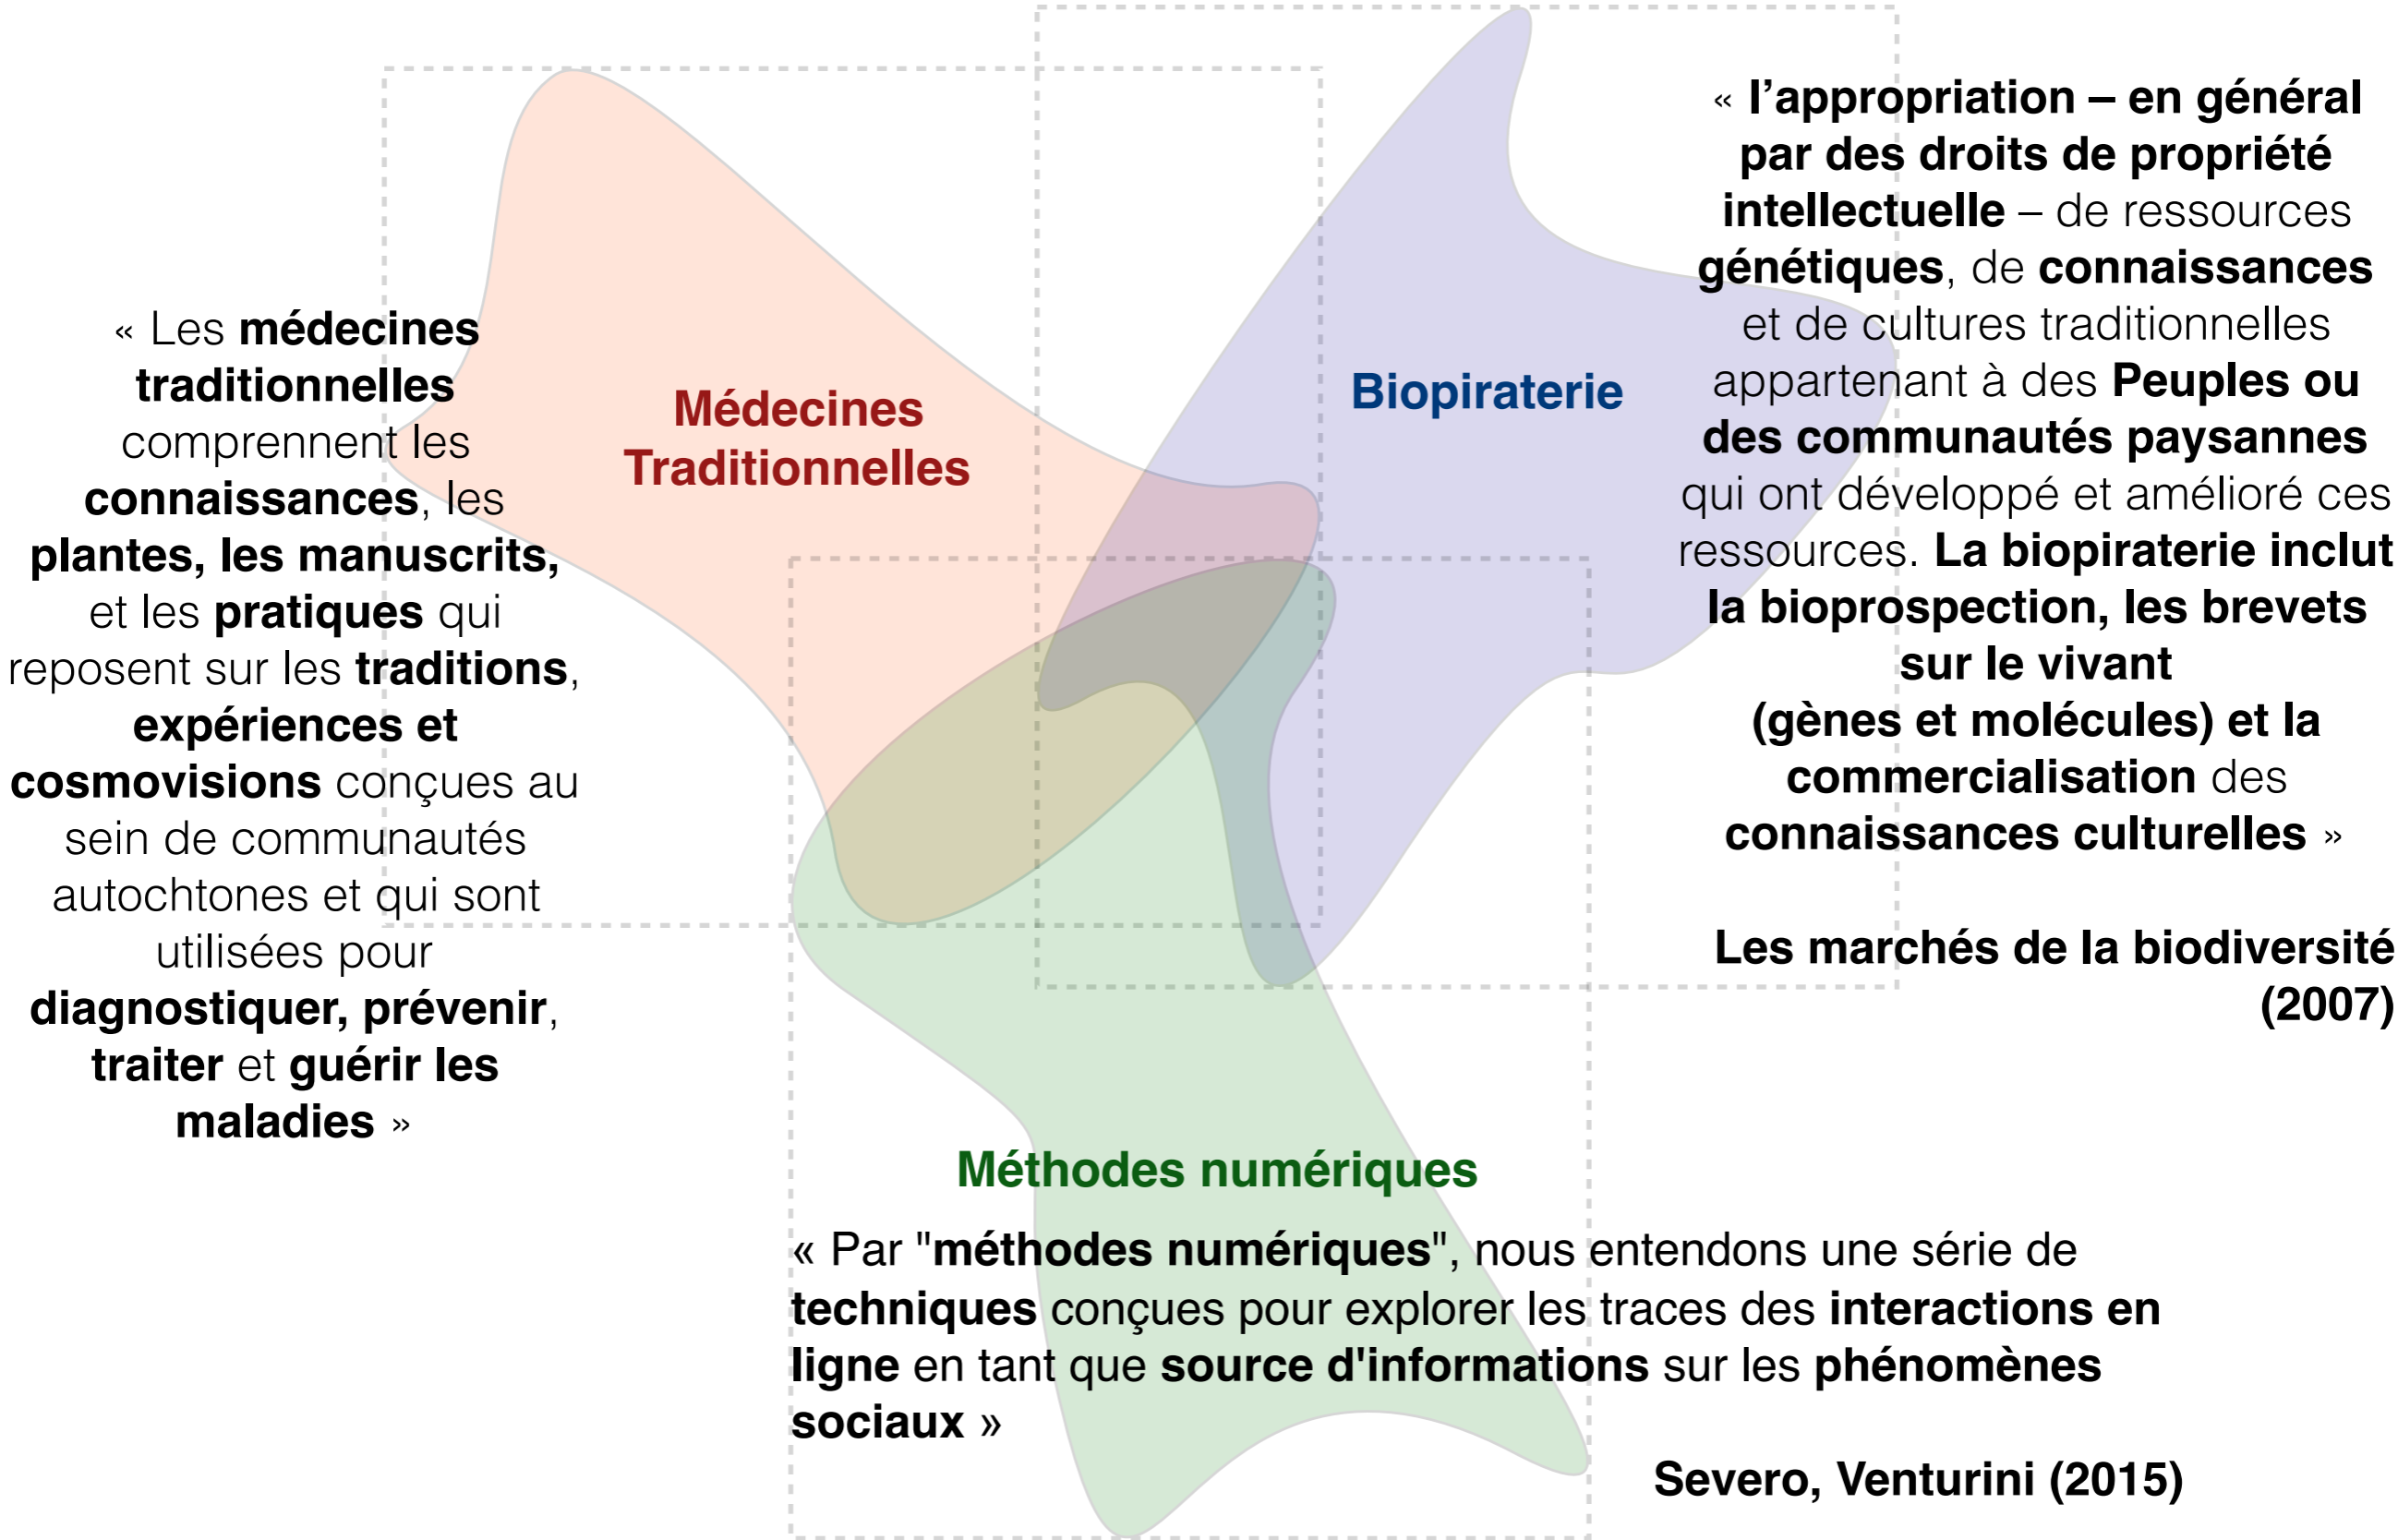 « Les médecines
traditionnelles
comprennent les
connaissances, les
plantes, les manuscrits,
et les pratiques qui
reposent sur les traditions,
expériences et
cosmovisions conçues au
sein de communautés
autochtones et qui sont
utilisées pour
diagnostiquer, prévenir,
traiter et guérir les
maladies »
Médecines
Traditionnelles
Biopiraterie
« l’appropriation – en général
par des droits de propriété
intellectuelle – de ressources
génétiques, de connaissances
et de cultures traditionnelles
appartenant à des Peuples ou
des communautés paysannes
qui ont développé et amélioré ces
ressources. La biopiraterie inclut
la bioprospection, les brevets
sur le vivant
(gènes et molécules) et la
commercialisation des
connaissances culturelles »
Les marchés de la biodiversité
(2007)
Méthodes numériques
« Par "méthodes numériques", nous entendons une série de
techniques conçues pour explorer les traces des interactions en
ligne en tant que source d'informations sur les phénomènes
sociaux »
Severo, Venturini (2015)